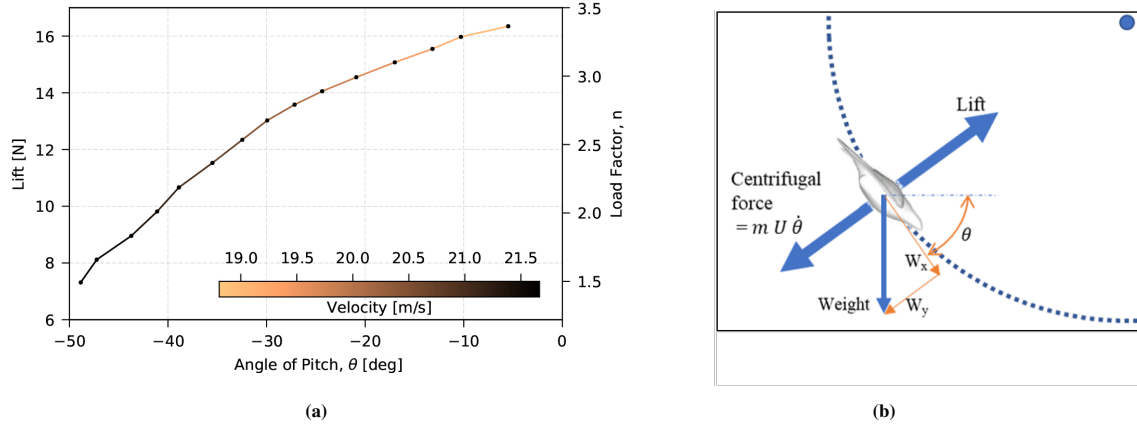 16
14
12
10
8
6
Lift [N]
3.5
3.0
2.5
2.0
1.5
Load Factor, n
19.0 19.5 20.0 20.5 21.0 21.5
Velocity [m/s]
−50 −40 −30 −20 −10 0
Angle of Pitch, θ [deg]
(a)
Lift
Centrifugal
force
= m U θ̇
θ
Wₓ
Weight
Wᵧ
(b)